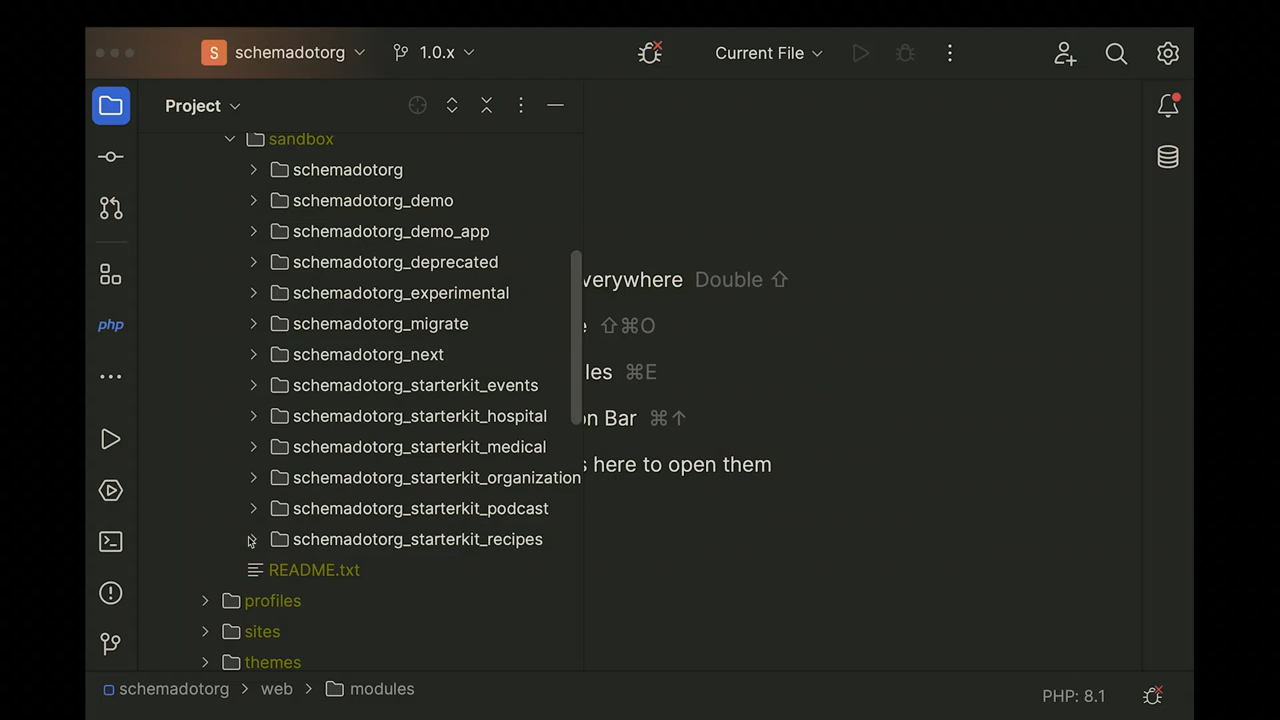 S schemadotorg 1.0.x Current File
Project
sandbox
schemadotorg
schemadotorg_demo
schemadotorg_demo_app
schemadotorg_deprecated
verywhere Double ⇧
schemadotorg_experimental
schemadotorg_migrate
e ⇧⌘O
php
schemadotorg_next
les ⌘E
schemadotorg_starterkit_events
schemadotorg_starterkit_hospital
on Bar ⌘↑
schemadotorg_starterkit_medical
s here to open them
schemadotorg_starterkit_organization
schemadotorg_starterkit_podcast
schemadotorg_starterkit_recipes
README.txt
profiles
sites
themes
schemadotorg > web > modules
PHP: 8.1